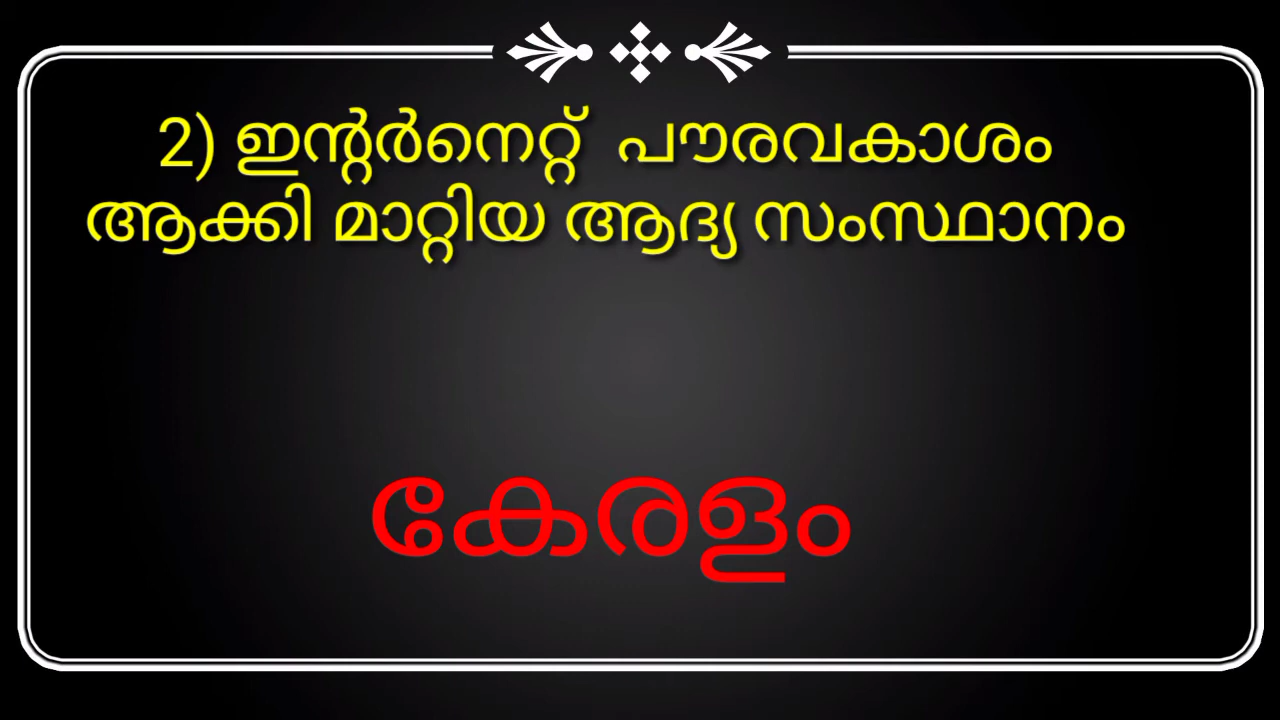 2) ഇന്റർനെറ്റ് പൗരവകാശം
ആക്കി മാറ്റിയ ആദ്യ സംസ്ഥാനം
കേരളം